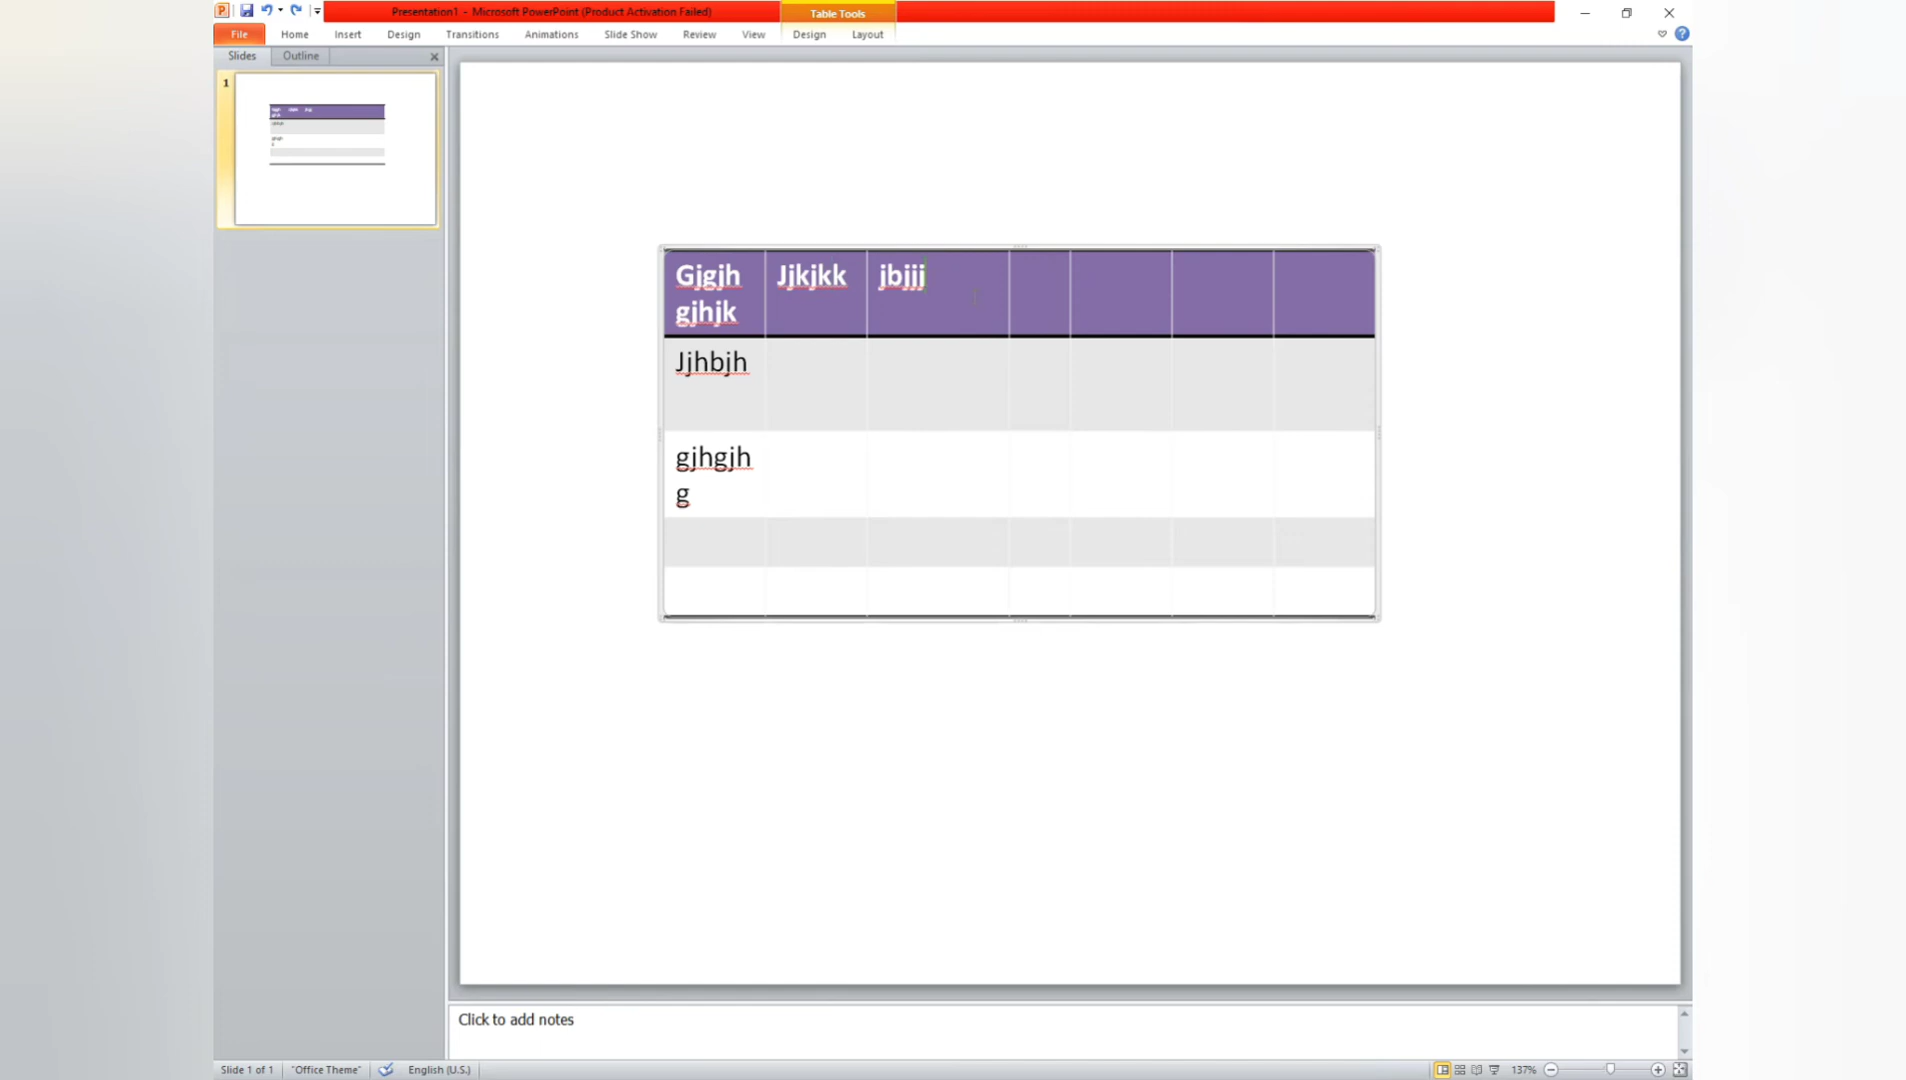 Presentation1 - Microsoft PowerPoint (Product Activation Failed)
Table Tools
File Home Insert Design Transitions Animations Slide Show Review View Design Layout
Slides Outline
1
Gjgjh Jjkjkk jbjjj
gjhjk
Jjhbjh
gjhgjh
g
Click to add notes
Slide 1 of 1 "Office Theme" English (U.S.) 137%